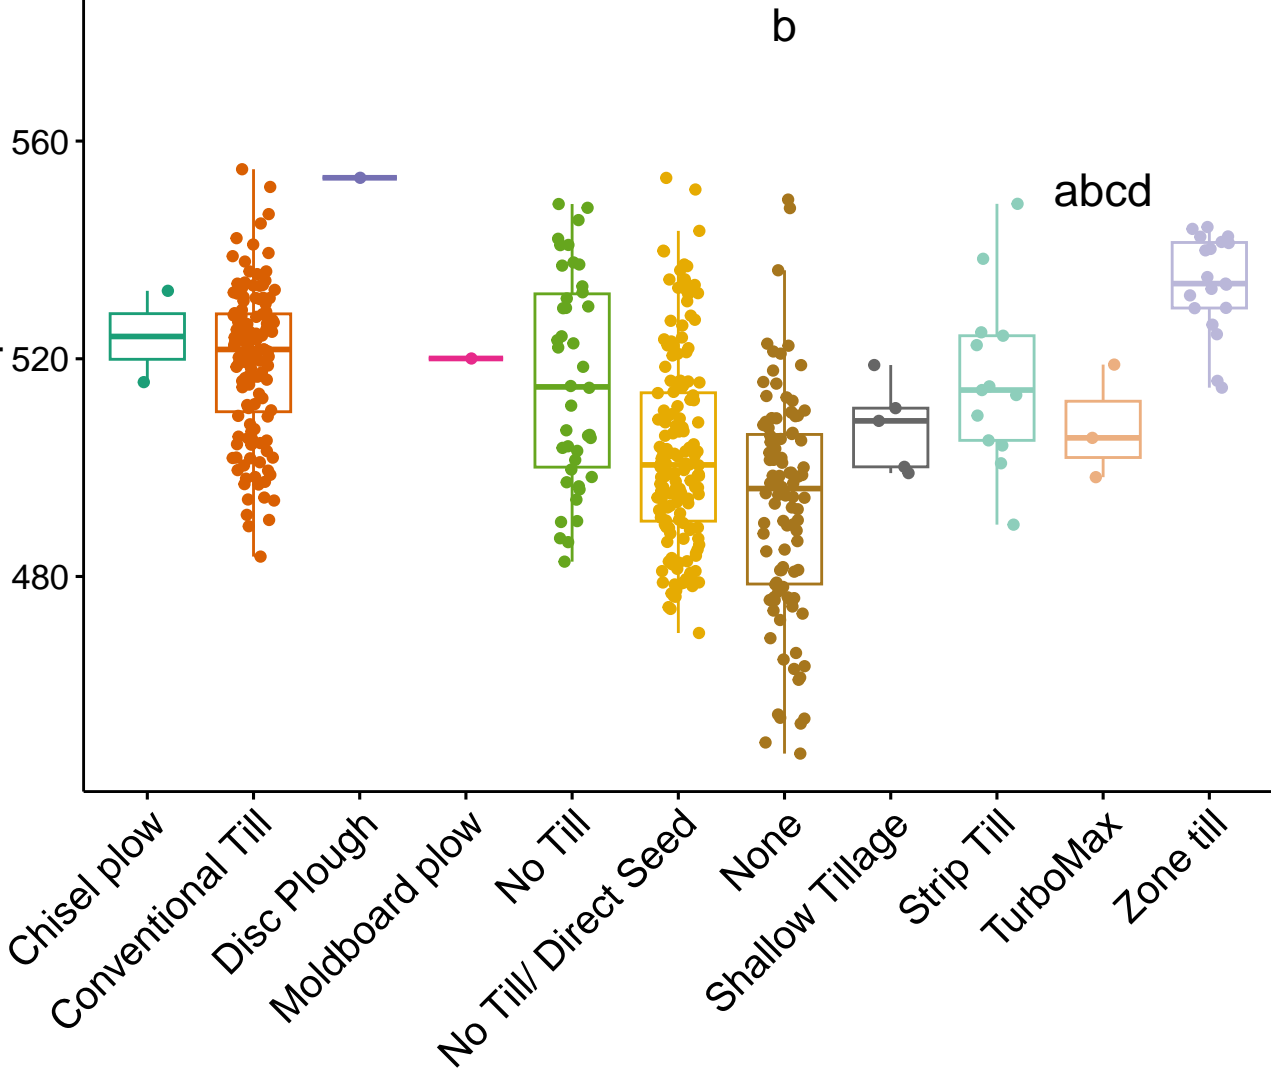 b
560
abcd
520
480
Chisel plow
Conventional Till
Disc Plough
Moldboard plow
No Till
No Till/ Direct Seed
None
Shallow Tillage
Strip Till
TurboMax
Zone till